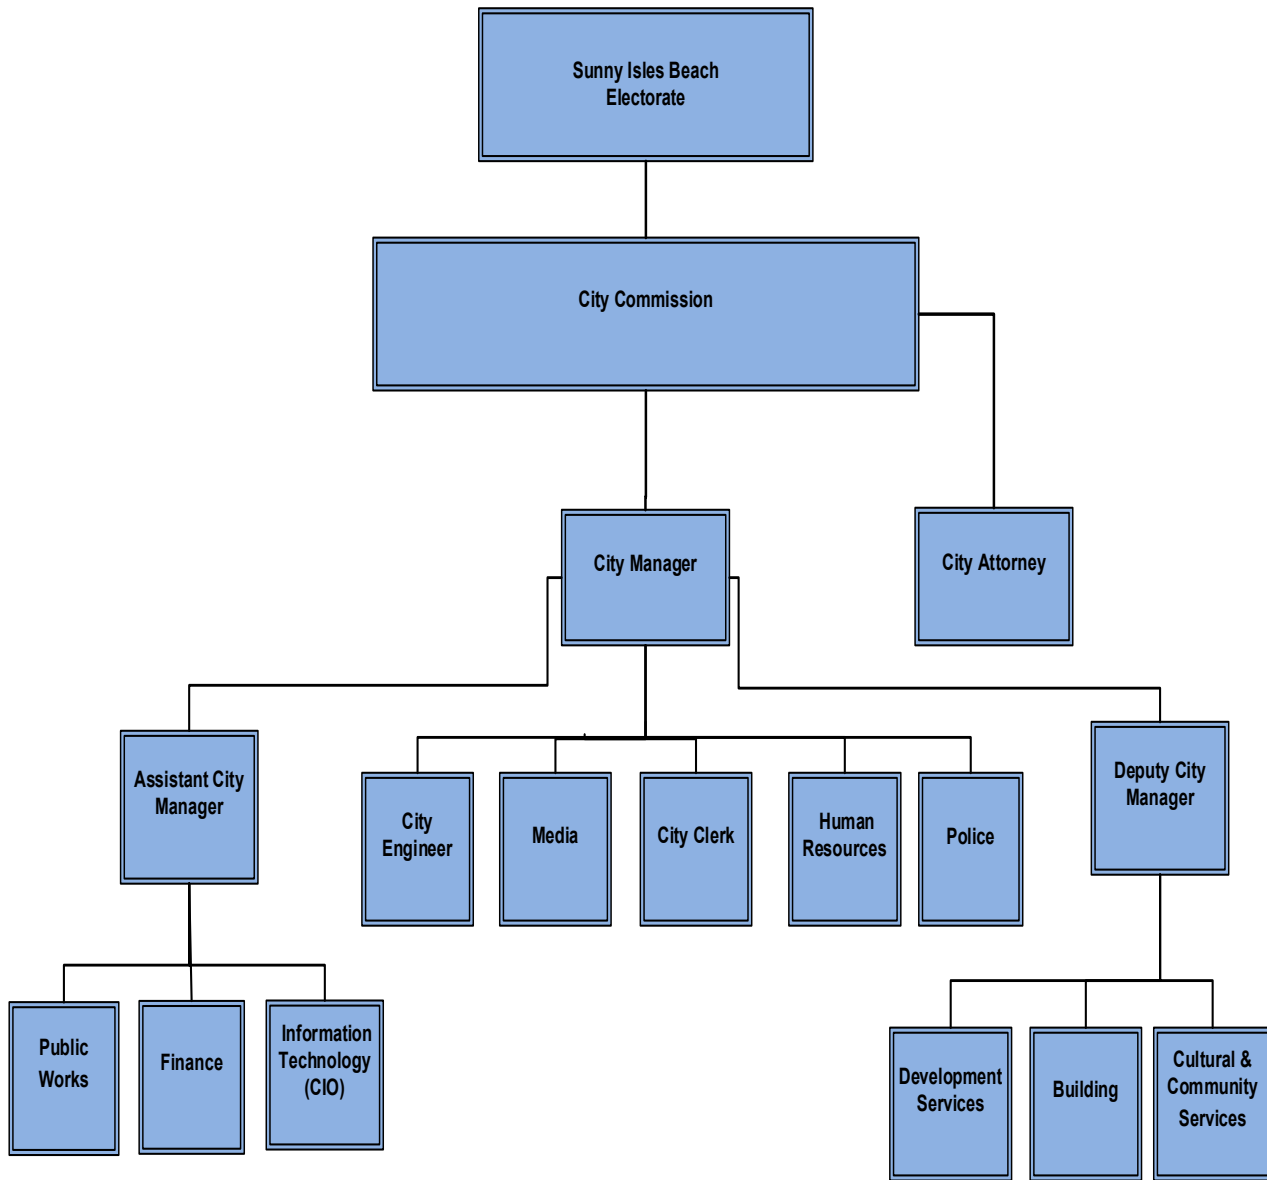 Sunny Isles Beach
Electorate
City Commission
City Manager
City Attorney
Assistant City
Manager
City
Engineer
Media
City Clerk
Human
Resources
Police
Deputy City
Manager
Public
Works
Finance
Information
Technology
(CIO)
Development
Services
Building
Cultural &
Community
Services